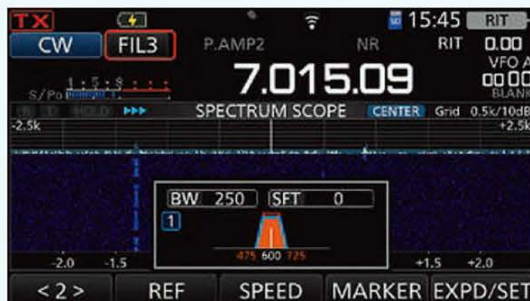 TX 15:45 RIT
CW FIL3 P.AMP2 NR RIT 0.00
VFO A
7.015.09
BLANK
S/Po
HOLD SPECTRUM SCOPE CENTER Grid 0.5k/10dB
-2.5k +2.5k
BW 250 SFT 0
1
475 600 725
-2.0 -1.5 +1.5 +2.0
<2> REF SPEED MARKER EXPD/SET